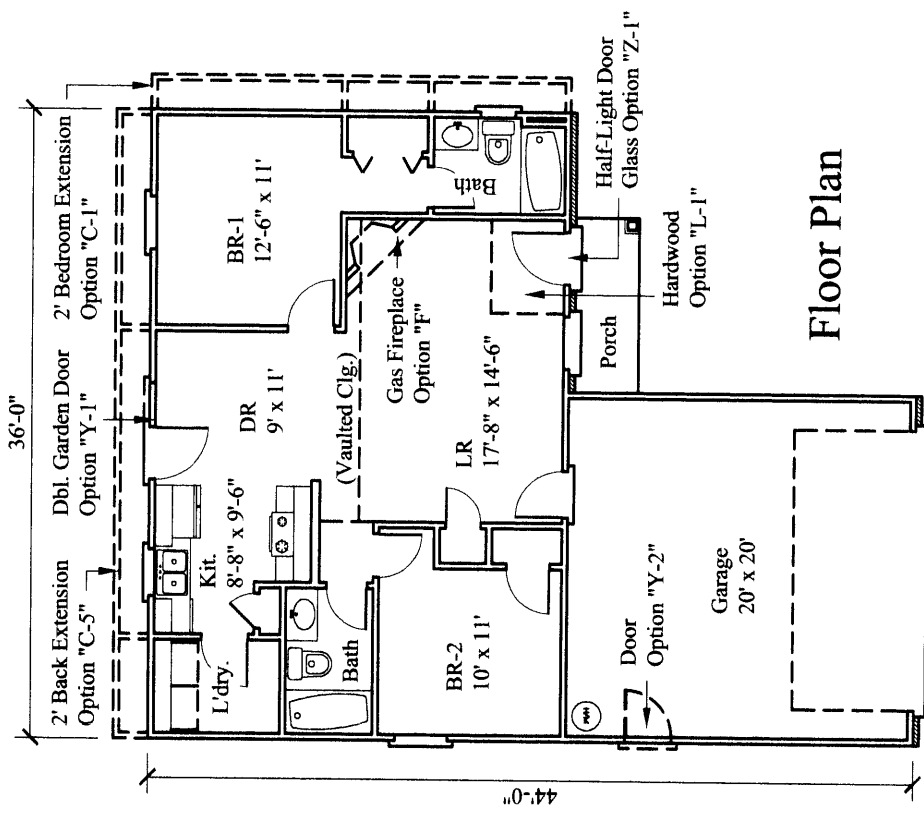 36'-0"
2' Back Extension
Option "C-5"
Dbl. Garden Door
Option "Y-1"
2' Bedroom Extension
Option "C-1"
44'-0"
L'dry.
Kit.
8'-8" x 9'-6"
DR
9' x 11'
BR-1
12'-6" x 11'
(Vaulted Clg.)
Gas Fireplace
Option "F"
Bath
Bath
BR-2
10' x 11'
LR
17'-8" x 14'-6"
Porch
Hardwood
Option "L-1"
Half-Light Door
Glass Option "Z-1"
Door
Option "Y-2"
Garage
20' x 20'
Floor Plan